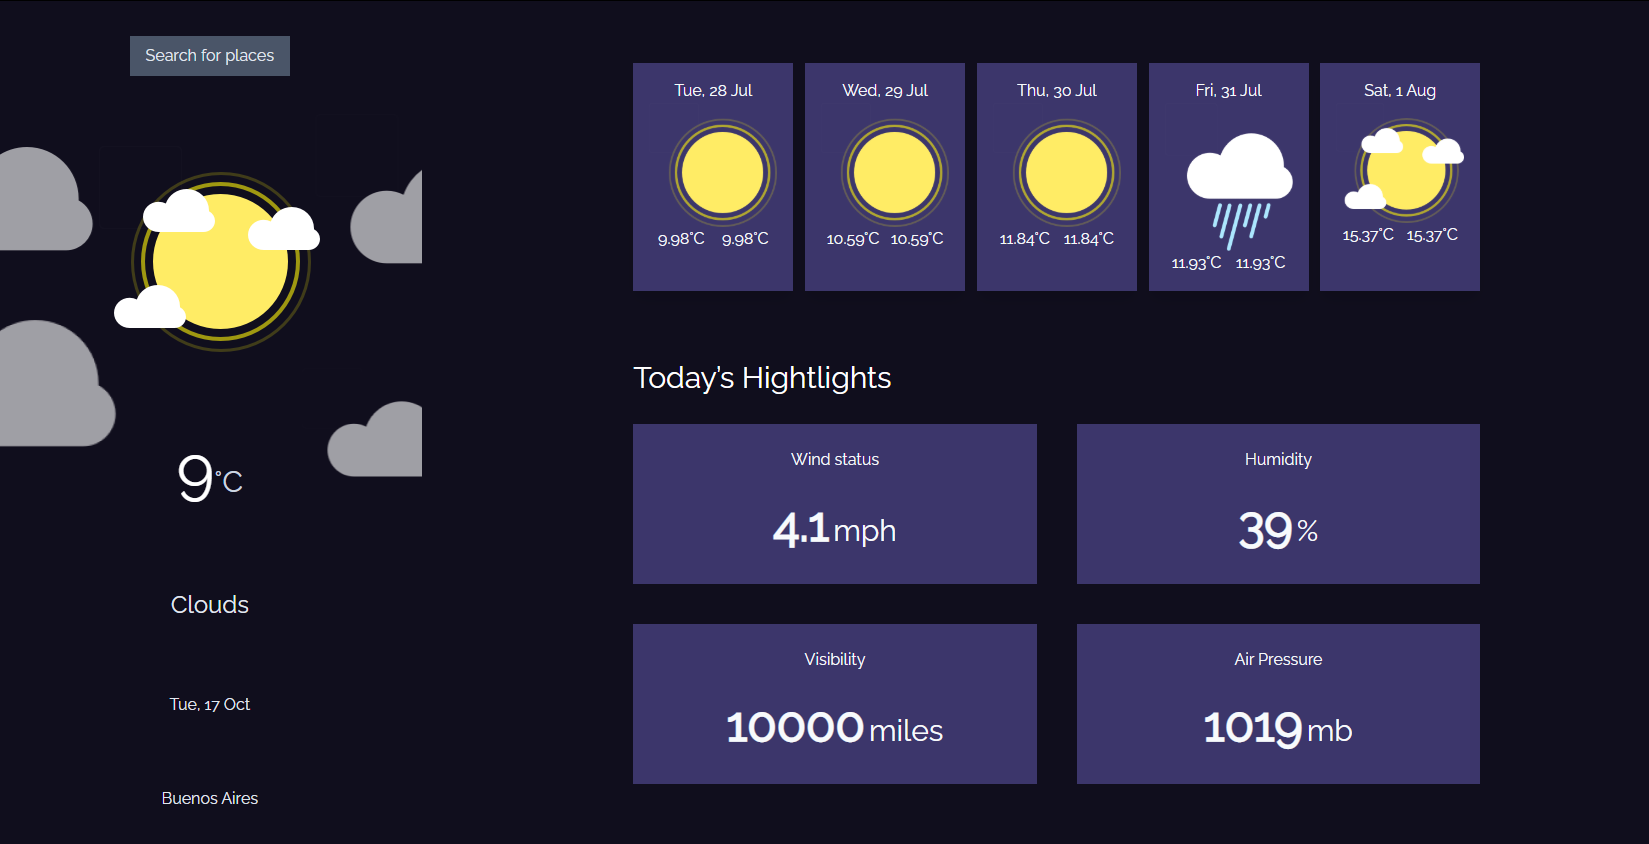 Search for places
9°C
Clouds
Tue, 17 Oct
Buenos Aires
Tue, 28 Jul
9.98°C 9.98°C
Wed, 29 Jul
10.59°C 10.59°C
Thu, 30 Jul
11.84°C 11.84°C
Fri, 31 Jul
11.93°C 11.93°C
Sat, 1 Aug
15.37°C 15.37°C
Today’s Hightlights
Wind status
4.1 mph
Humidity
39 %
Visibility
10000 miles
Air Pressure
1019 mb